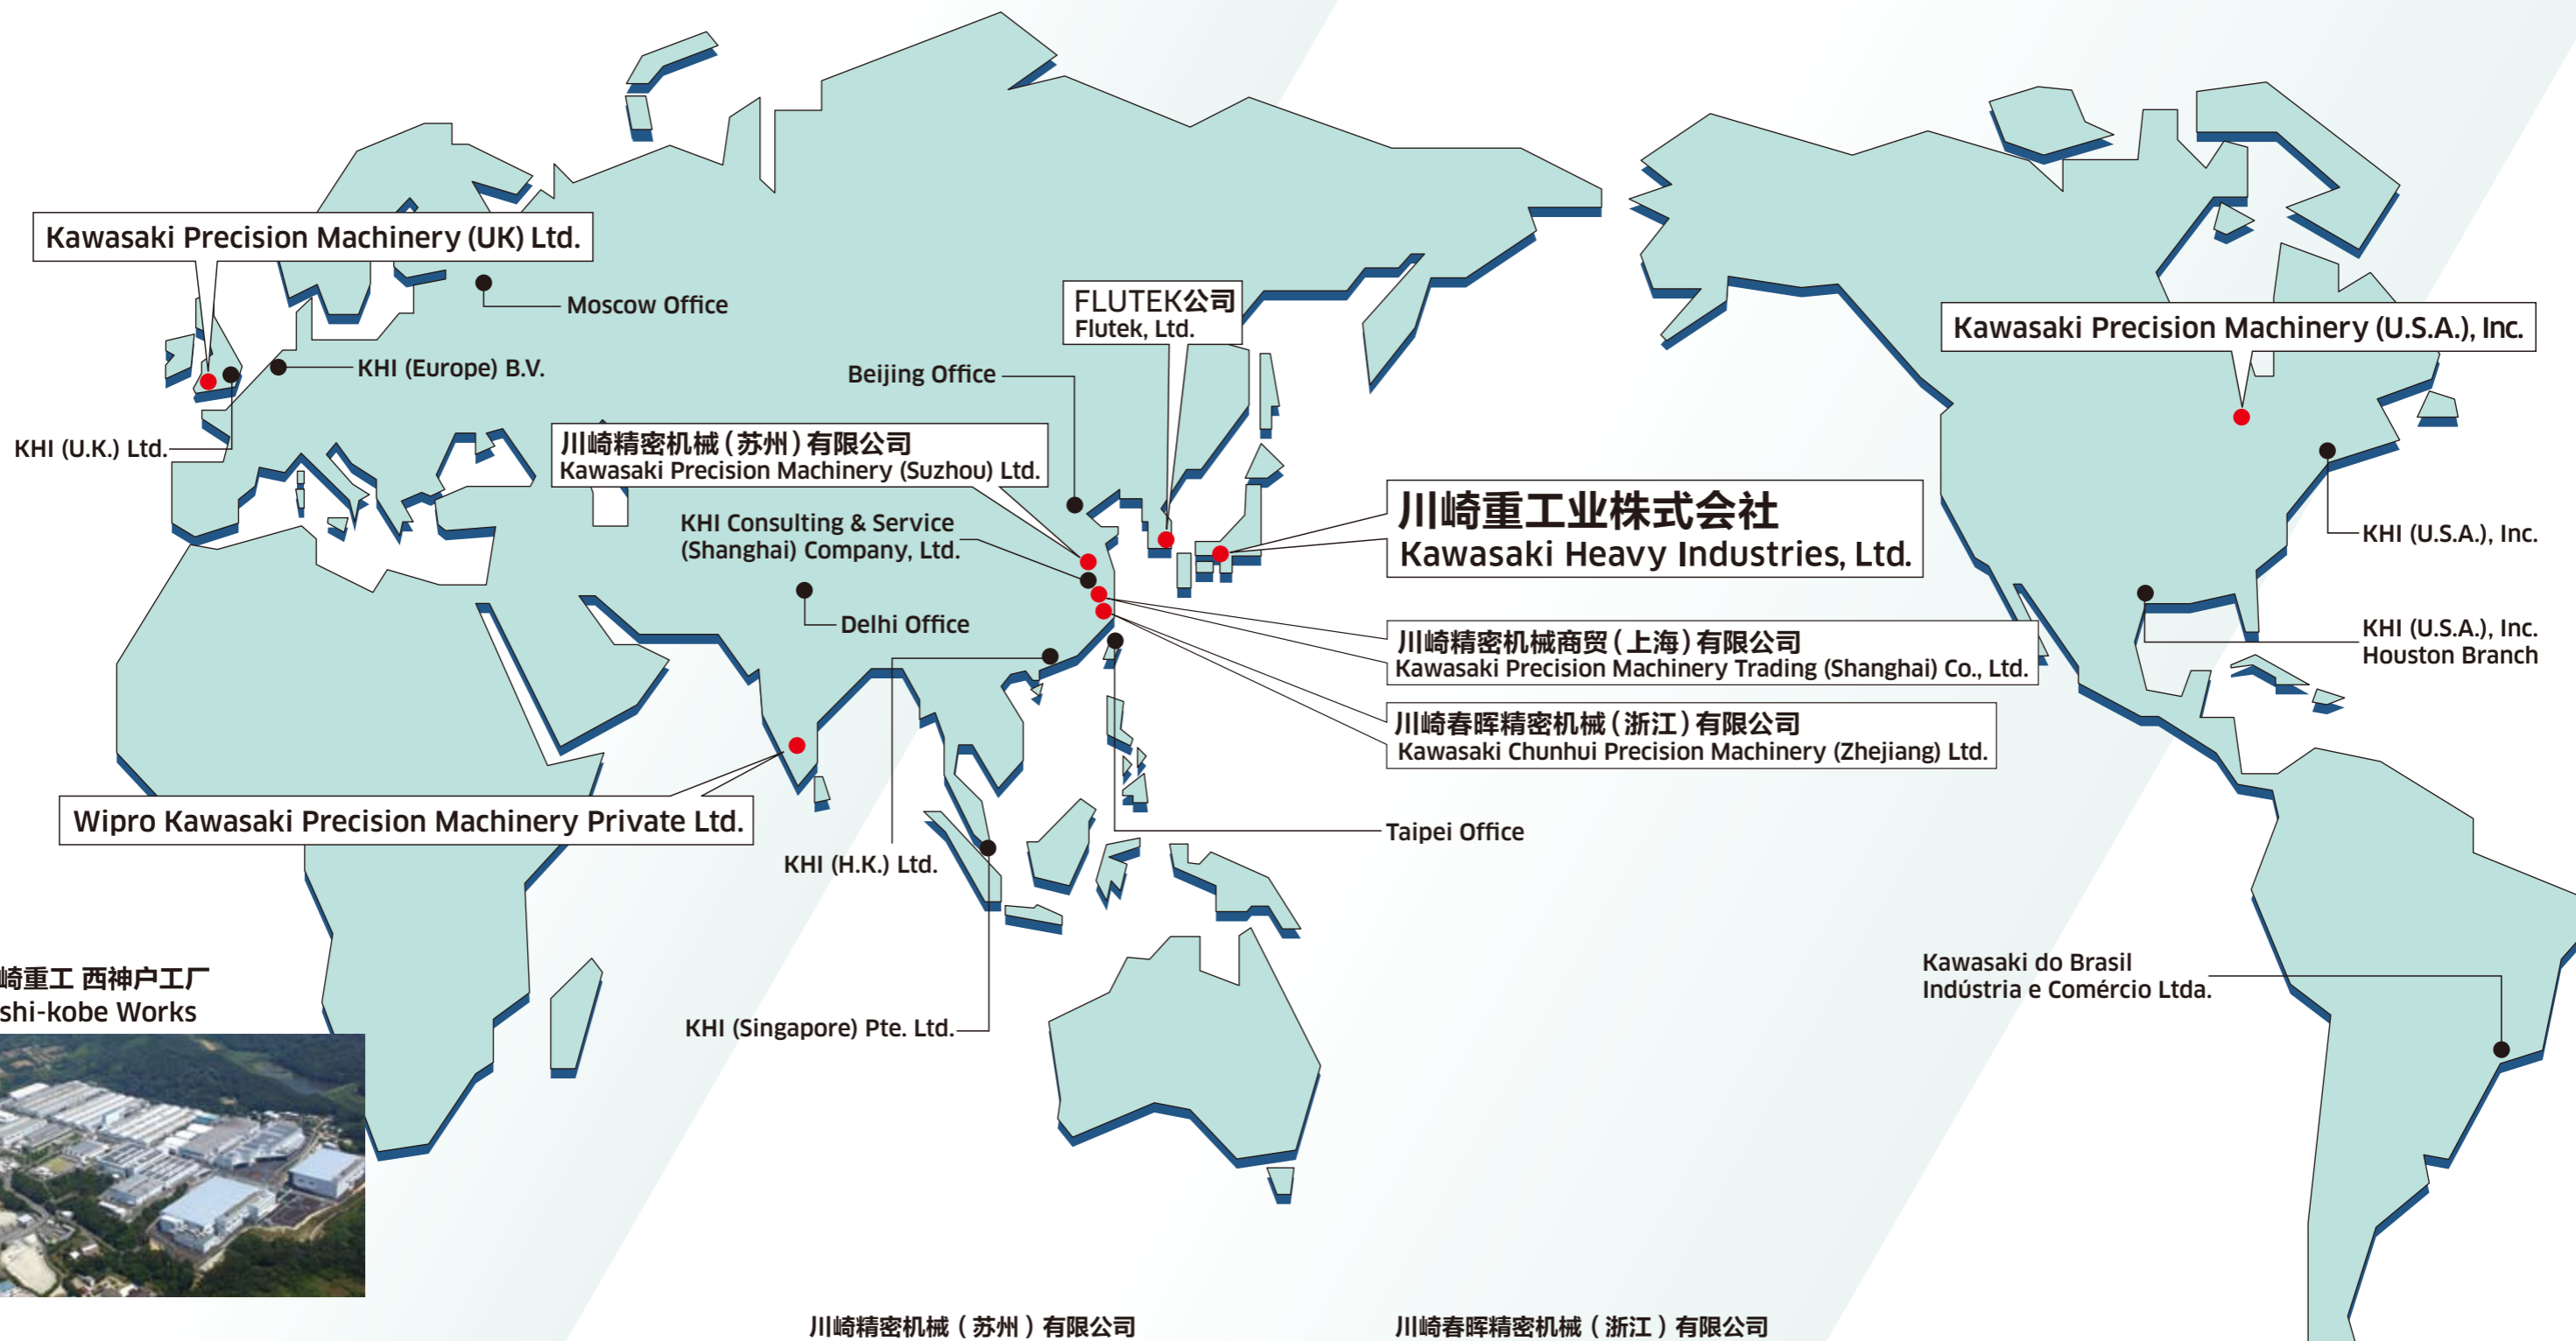 Kawasaki Precision Machinery (UK) Ltd.
Moscow Office
FLUTEK公司
Flutek, Ltd.
Kawasaki Precision Machinery (U.S.A.), Inc.
KHI (Europe) B.V.
Beijing Office
KHI (U.K.) Ltd.
川崎精密机械（苏州）有限公司
Kawasaki Precision Machinery (Suzhou) Ltd.
川崎重工业株式会社
Kawasaki Heavy Industries, Ltd.
KHI Consulting & Service
(Shanghai) Company, Ltd.
KHI (U.S.A.), Inc.
Delhi Office
川崎精密机械商贸（上海）有限公司
Kawasaki Precision Machinery Trading (Shanghai) Co., Ltd.
KHI (U.S.A.), Inc.
Houston Branch
川崎春晖精密机械（浙江）有限公司
Kawasaki Chunhui Precision Machinery (Zhejiang) Ltd.
Wipro Kawasaki Precision Machinery Private Ltd.
Taipei Office
KHI (H.K.) Ltd.
崎重工 西神户工厂
shi-kobe Works
Kawasaki do Brasil
Indústria e Comércio Ltda.
KHI (Singapore) Pte. Ltd.
川崎精密机械（苏州）有限公司
川崎春晖精密机械（浙江）有限公司